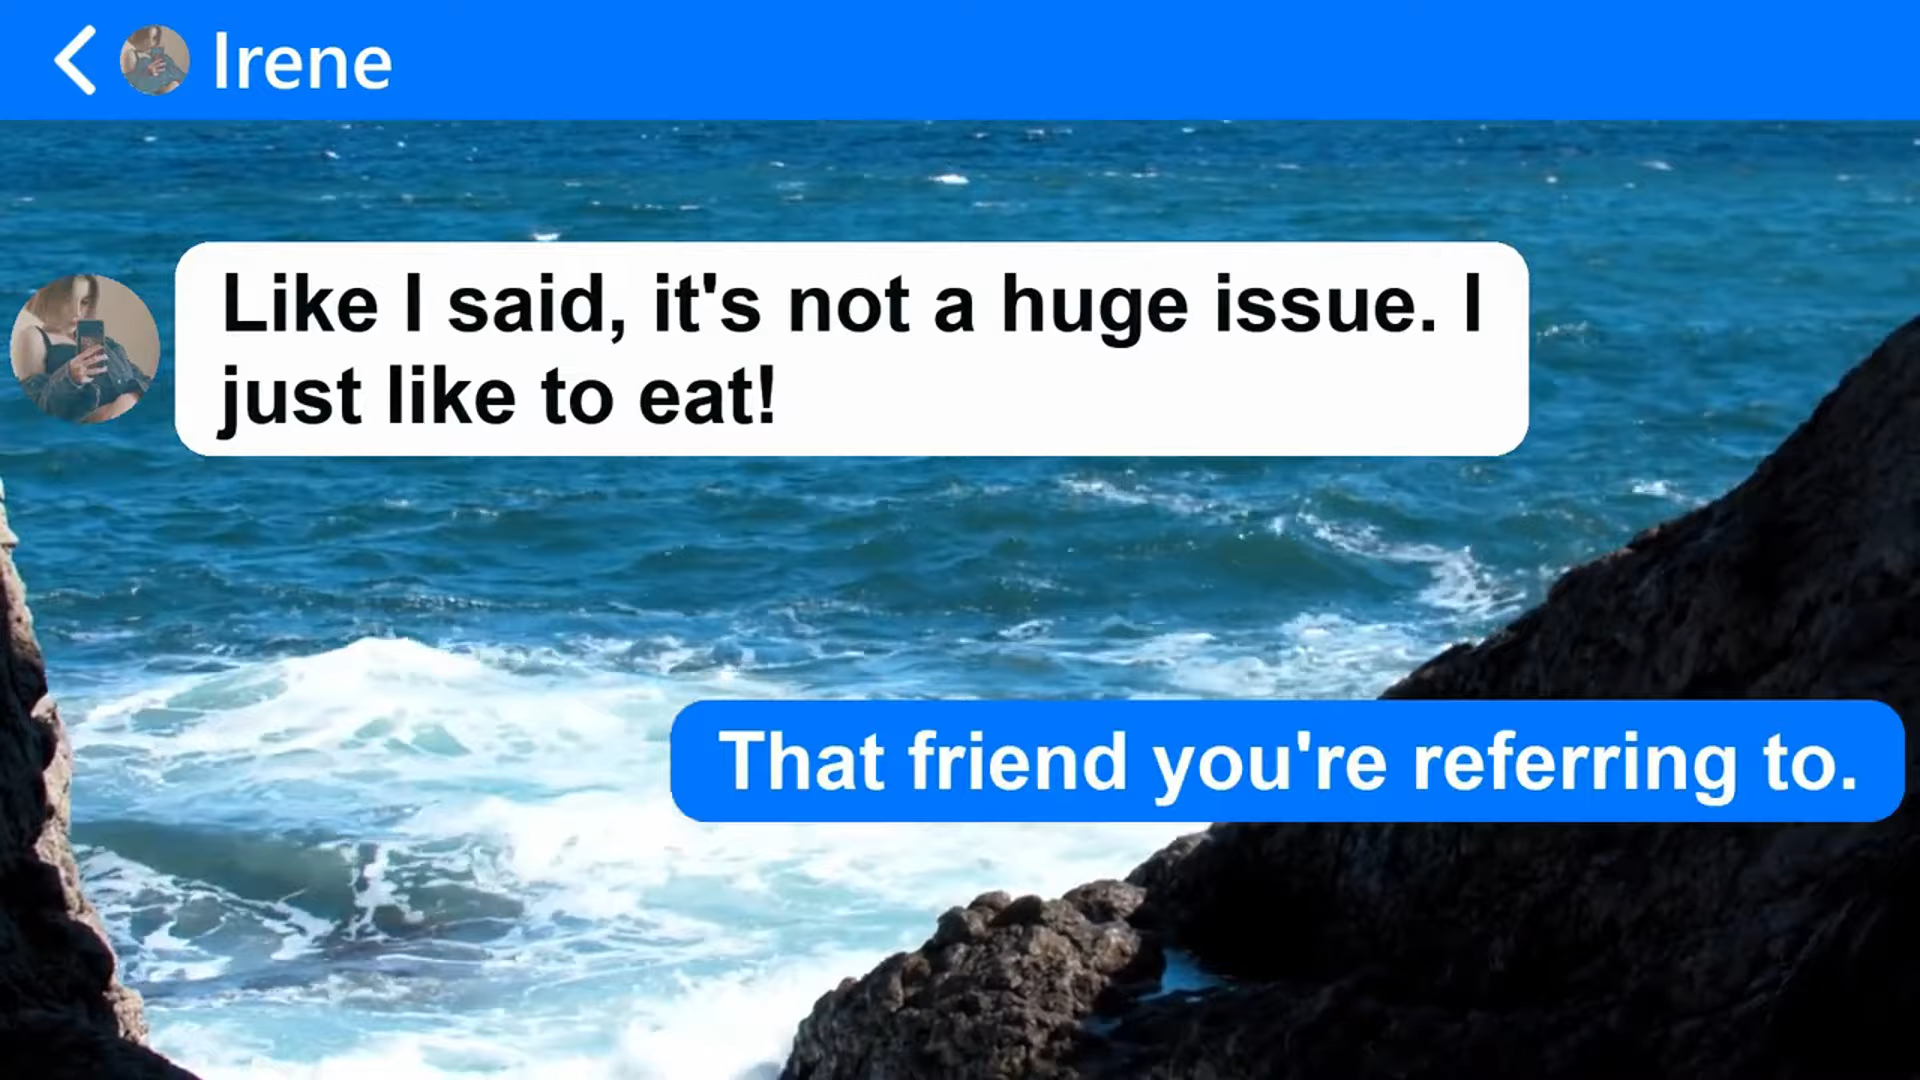 Irene
Like I said, it's not a huge issue. I
just like to eat!
That friend you're referring to.